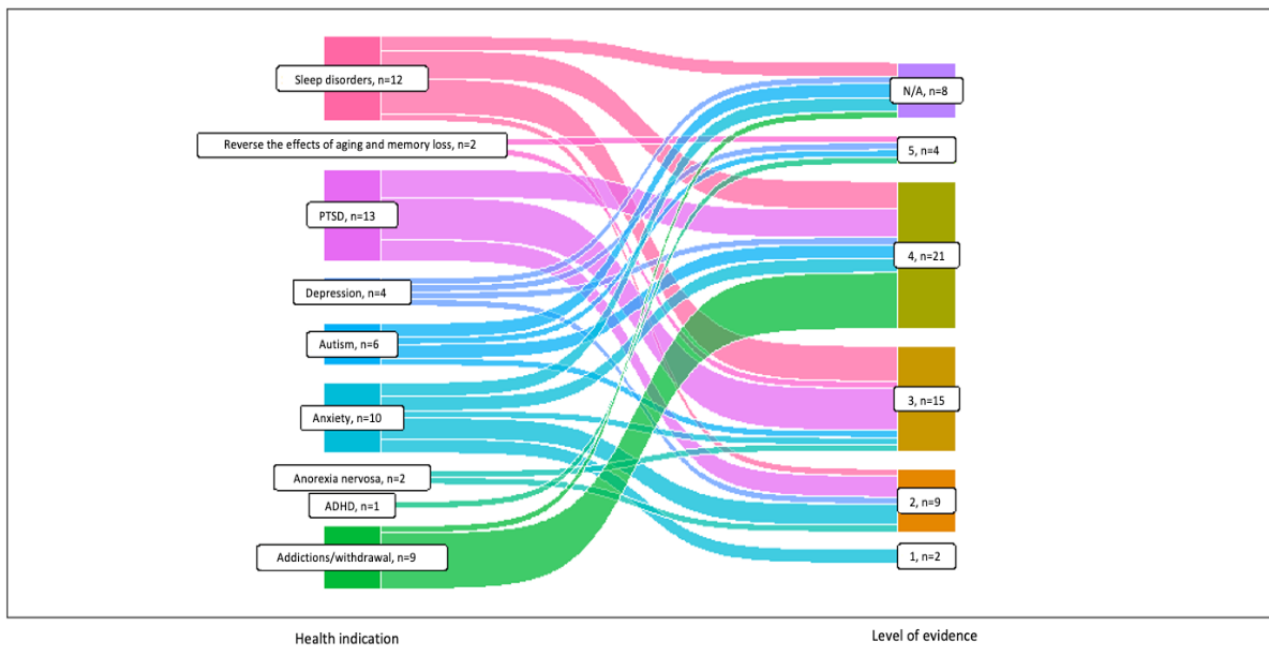 Sleep disorders, n=12
Reverse the effects of aging and memory loss, n=2
PTSD, n=13
Depression, n=4
Autism, n=6
Anxiety, n=10
Anorexia nervosa, n=2
ADHD, n=1
Addictions/withdrawal, n=9
N/A, n=8
5, n=4
4, n=21
3, n=15
2, n=9
1, n=2
Health indication
Level of evidence